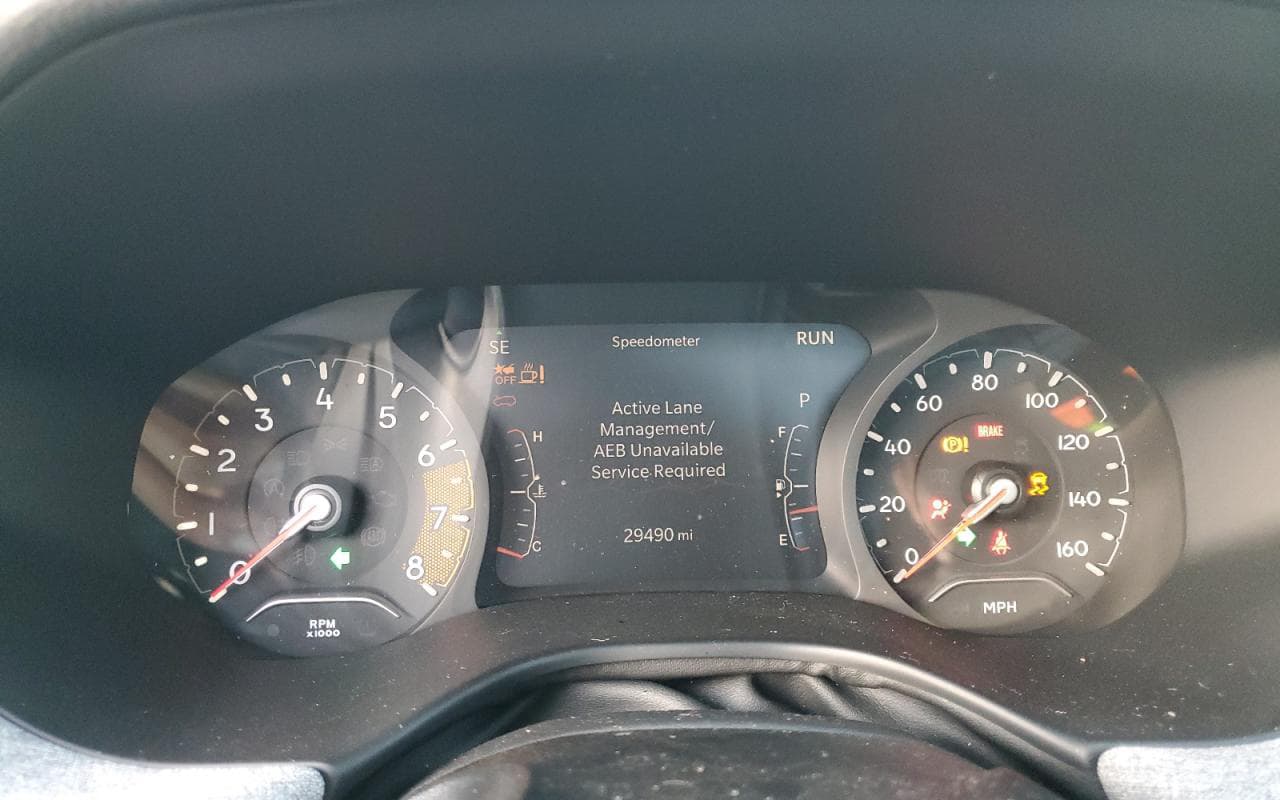 SE
Speedometer
RUN
OFF
!
P
Active Lane
Management/
AEB Unavailable
Service Required
29490 mi
H
C
F
E
0
1
2
3
4
5
6
7
8
RPM
x1000
0
20
40
60
80
100
120
140
160
BRAKE
(P)!
MPH